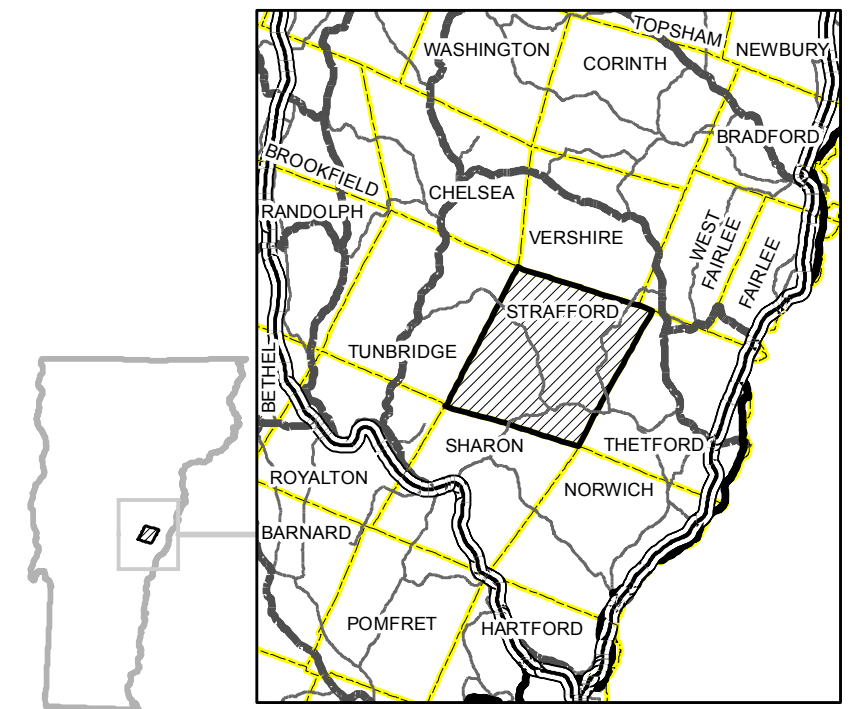 TOPSHAM
WASHINGTON
NEWBURY
CORINTH
BRADFORD
BROOKFIELD
CHELSEA
RANDOLPH
VERSHIRE
WEST
FAIRLEE
FAIRLEE
STRAFFORD
TUNBRIDGE
BETHEL
SHARON
THETFORD
ROYALTON
NORWICH
BARNARD
POMFRET
HARTFORD